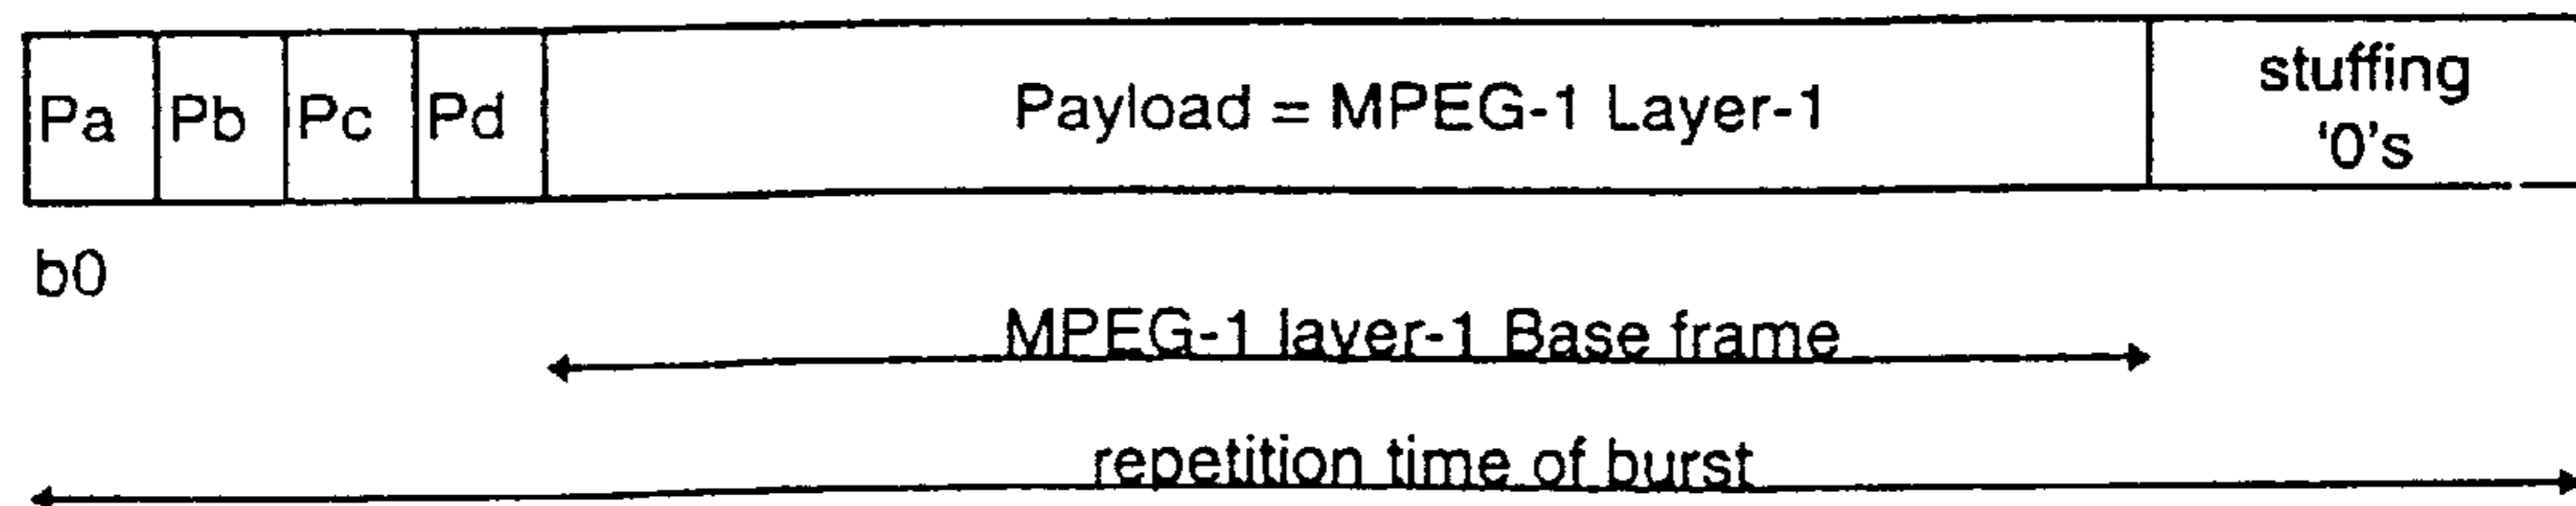 Pa Pb Pc Pd Payload = MPEG-1 Layer-1 stuffing
'0's
b0
MPEG-1 layer-1 Base frame
repetition time of burst